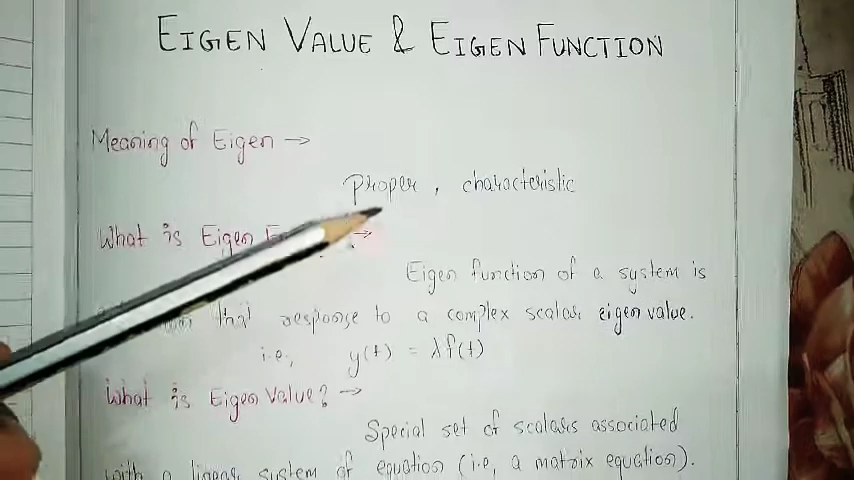 EIGEN VALUE & EIGEN FUNCTION
Meaning of Eigen →
Proper , characteristic
What is Eigen →
Eigen function of a system is
that response to a complex scalar eigen value.
i.e., y(t) = λf(t)
What is Eigen Value? →
Special set of scalars associated
with a linear system of equation (i.e, a matrix equation).